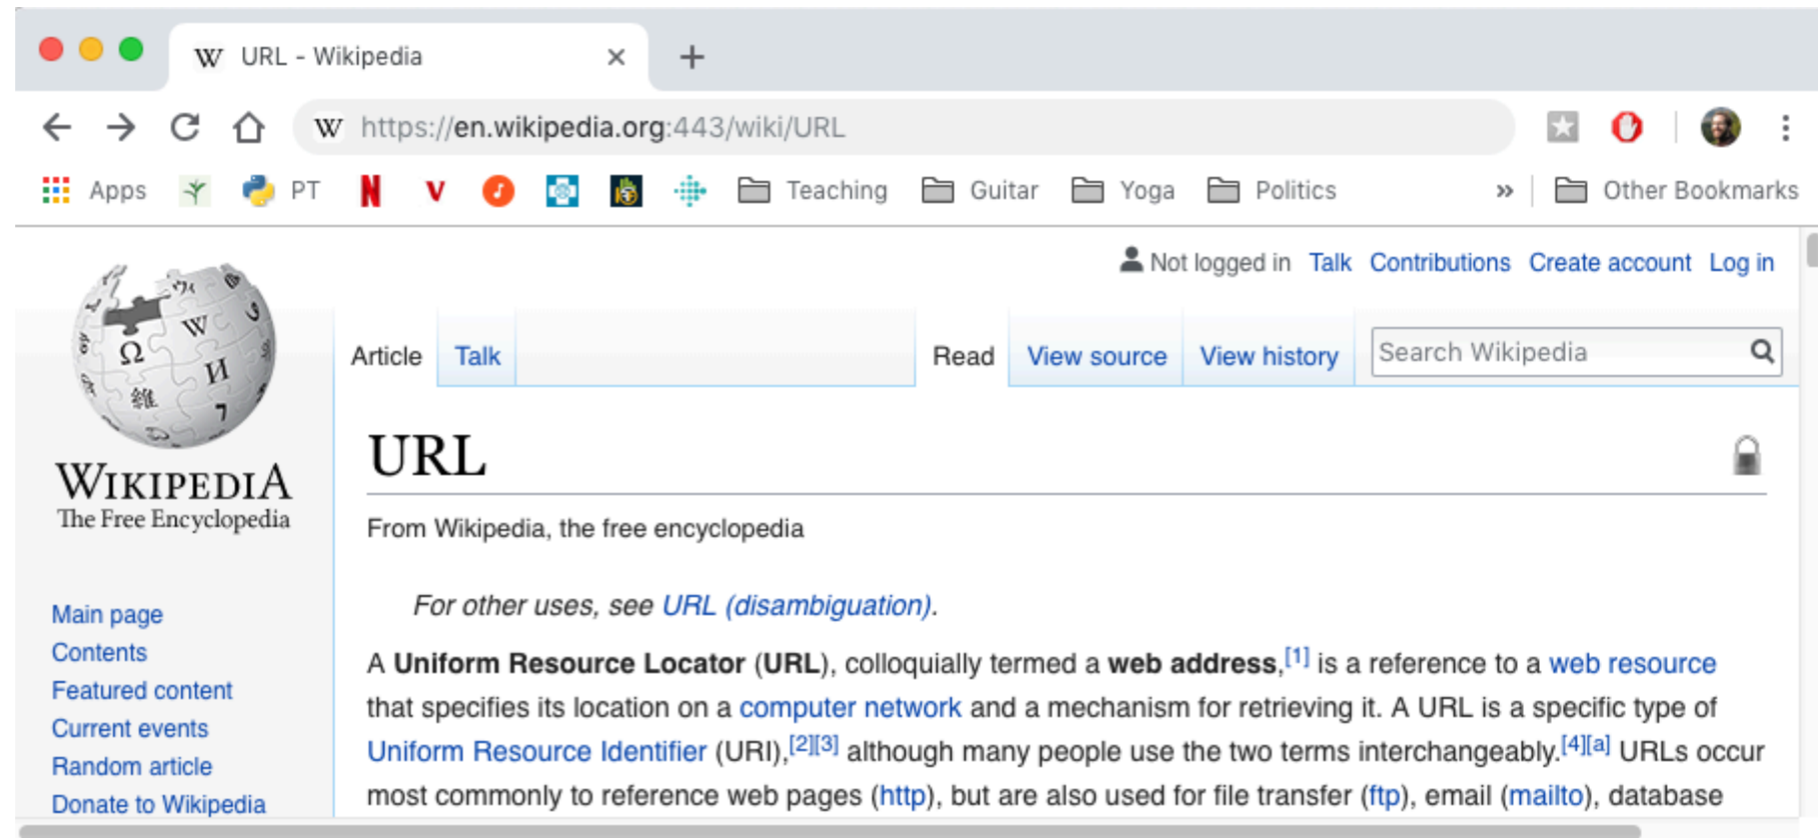 URL - Wikipedia
https://en.wikipedia.org:443/wiki/URL
Apps PT Teaching Guitar Yoga Politics » Other Bookmarks
Not logged in Talk Contributions Create account Log in
Article Talk Read View source View history Search Wikipedia
WIKIPEDIA
The Free Encyclopedia
Main page
Contents
Featured content
Current events
Random article
Donate to Wikipedia
URL
From Wikipedia, the free encyclopedia
For other uses, see URL (disambiguation).
A Uniform Resource Locator (URL), colloquially termed a web address,[1] is a reference to a web resource
that specifies its location on a computer network and a mechanism for retrieving it. A URL is a specific type of
Uniform Resource Identifier (URI),[2][3] although many people use the two terms interchangeably.[4][a] URLs occur
most commonly to reference web pages (http), but are also used for file transfer (ftp), email (mailto), database